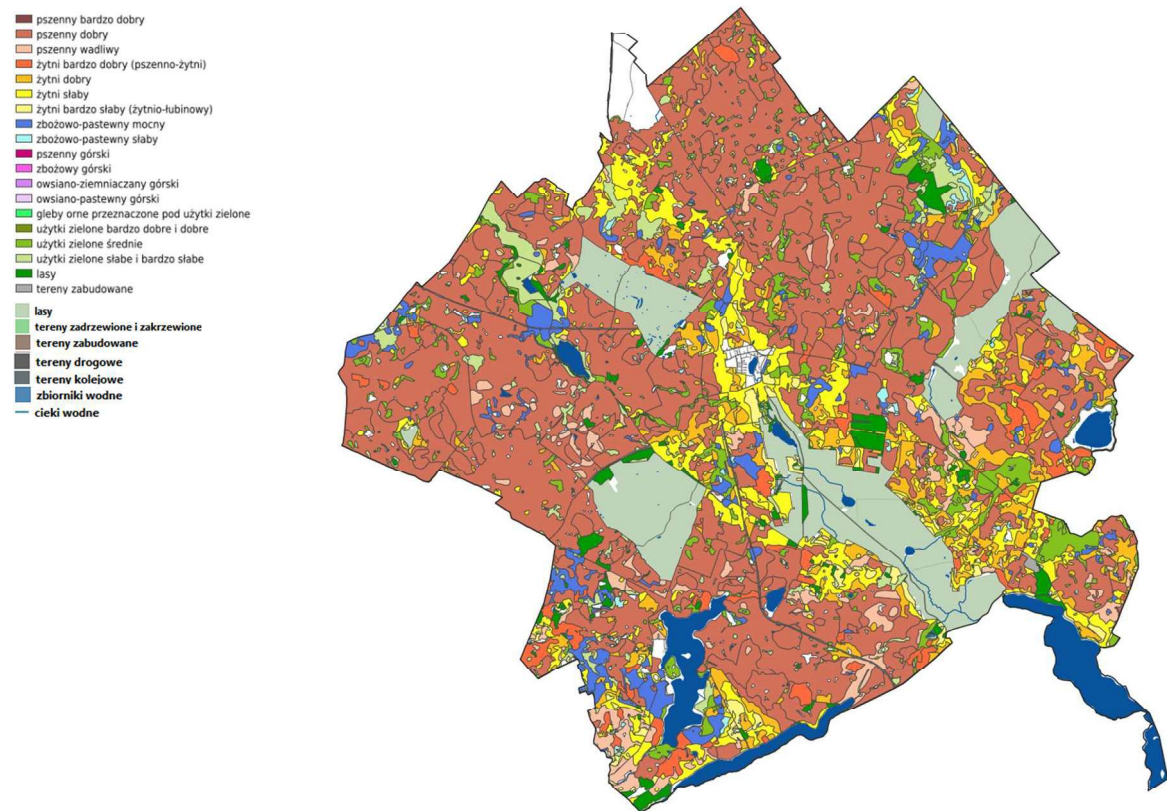 pszenny bardzo dobry
pszenny dobry
pszenny wadliwy
żytni bardzo dobry (pszenno-żytni)
żytni dobry
żytni słaby
żytni bardzo słaby (żytnio-łubinowy)
zbożowo-pastewny mocny
zbożowo-pastewny słaby
pszenny górski
zbożowy górski
owsiano-ziemniaczany górski
owsiano-pastewny górski
gleby orne przeznaczone pod użytki zielone
użytki zielone bardzo dobre i dobre
użytki zielone średnie
użytki zielone słabe i bardzo słabe
lasy
tereny zabudowane
lasy
tereny zadrzewione i zakrzewione
tereny zabudowane
tereny drogowe
tereny kolejowe
zbiorniki wodne
cieki wodne